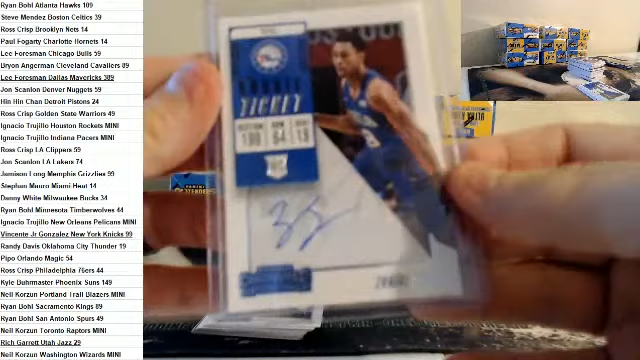 Ryan Bohl Atlanta Hawks 109
Steve Mendez Boston Celtics 39
Ross Crisp Brooklyn Nets 14
Paul Fogarty Charlotte Hornets 14
Lee Foresman Chicago Bulls 59
Bryon Angerman Cleveland Cavaliers 89
Lee Foresman Dallas Mavericks 389
Jon Scanlon Denver Nuggets 59
Hin Hin Chan Detroit Pistons 24
Ross Crisp Golden State Warriors 49
Ignacio Trujillo Houston Rockets MINI
Ignacio Trujillo Indiana Pacers MINI
Ross Crisp LA Clippers 59
Jon Scanlon LA Lakers 74
Jamison Long Memphis Grizzlies 99
Stephan Mauro Miami Heat 14
Danny White Milwaukee Bucks 34
Ryan Bohl Minnesota Timberwolves 44
Ignacio Trujillo New Orleans Pelicans MINI
Vincente Jr Gonzalez New York Knicks 99
Randy Davis Oklahoma City Thunder 19
Pipo Orlando Magic 54
Ross Crisp Philadelphia 76ers 44
Kyle Buhrmaster Phoenix Suns 149
Neil Korzun Portland Trail Blazers MINI
Ryan Bohl Sacramento Kings 89
Ryan Bohl San Antonio Spurs 49
Neil Korzun Toronto Raptors MINI
Rich Garrett Utah Jazz 29
Neil Korzun Washington Wizards MINI
TICKET